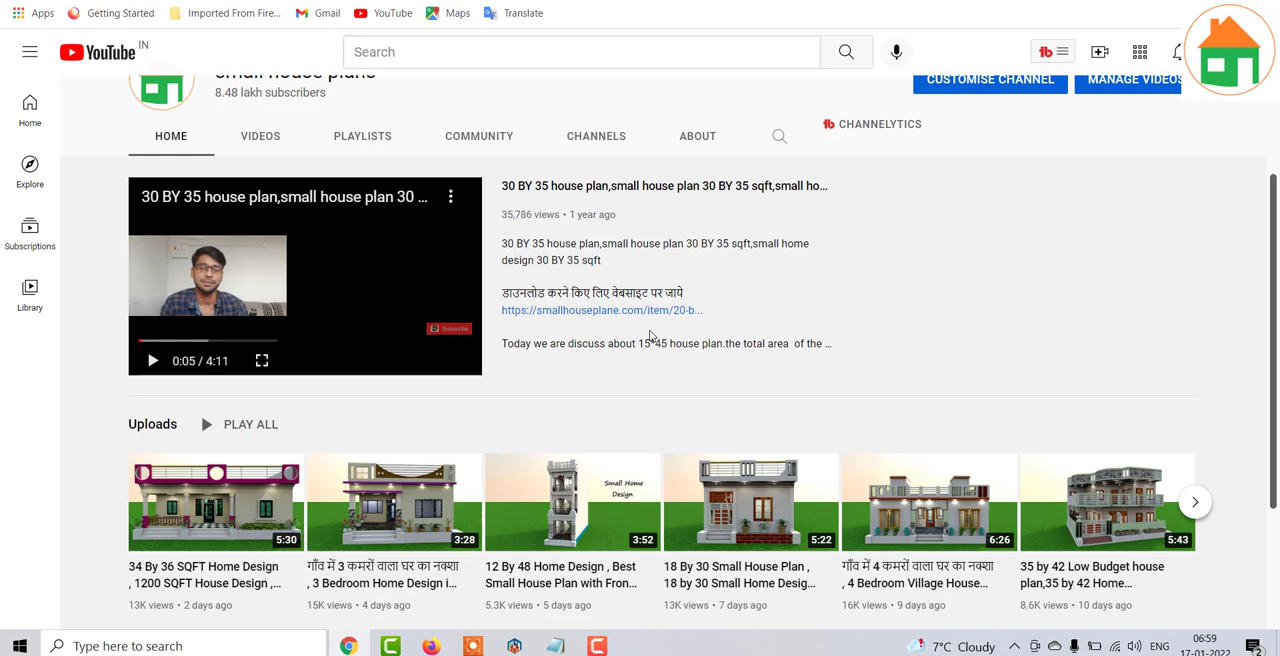 Apps Getting Started Imported From Fire... Gmail YouTube Maps Translate
YouTube IN
Search
small house plans
8.48 lakh subscribers
CUSTOMISE CHANNEL MANAGE VIDEOS
HOME VIDEOS PLAYLISTS COMMUNITY CHANNELS ABOUT
CHANNELYTICS
Home
Explore
Subscriptions
Library
30 BY 35 house plan,small house plan 30 ...
Subscribe
0:05 / 4:11
30 BY 35 house plan,small house plan 30 BY 35 sqft,small ho...
35,786 views • 1 year ago
30 BY 35 house plan,small house plan 30 BY 35 sqft,small home
design 30 BY 35 sqft
डाउनलोड करने किए लिए वेबसाइट पर जाये
https://smallhouseplane.com/item/20-b...
Today we are discuss about 15*45 house plan.the total area of the ...
Uploads PLAY ALL
5:30
34 By 36 SQFT Home Design
, 1200 SQFT House Design ,...
13K views • 2 days ago
3:28
गाँव में 3 कमरों वाला घर का नक्शा
, 3 Bedroom Home Design i...
15K views • 4 days ago
Small Home
Design
3:52
12 By 48 Home Design , Best
Small House Plan with Fron...
5.3K views • 5 days ago
5:22
18 By 30 Small House Plan ,
18 by 30 Small Home Desig...
13K views • 7 days ago
6:26
गाँव में 4 कमरों वाला घर का नक्शा
, 4 Bedroom Village House...
16K views • 9 days ago
5:43
35 by 42 Low Budget house
plan,35 by 42 Home...
8.6K views • 10 days ago
Type here to search
7°C Cloudy
ENG
06:59
17-01-2022
2